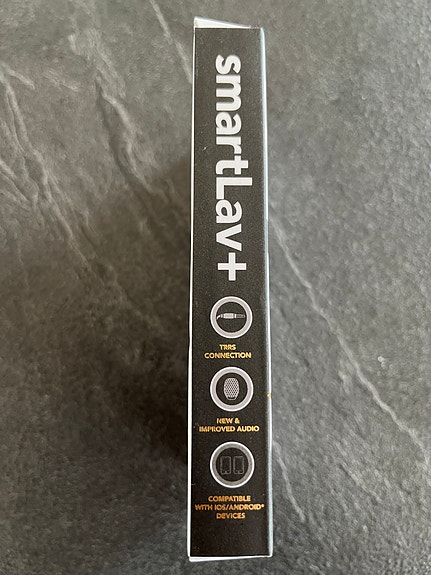 smartLav+
TRRS
CONNECTION
NEW &
IMPROVED AUDIO
COMPATIBLE
WITH IOS/ANDROID*
DEVICES